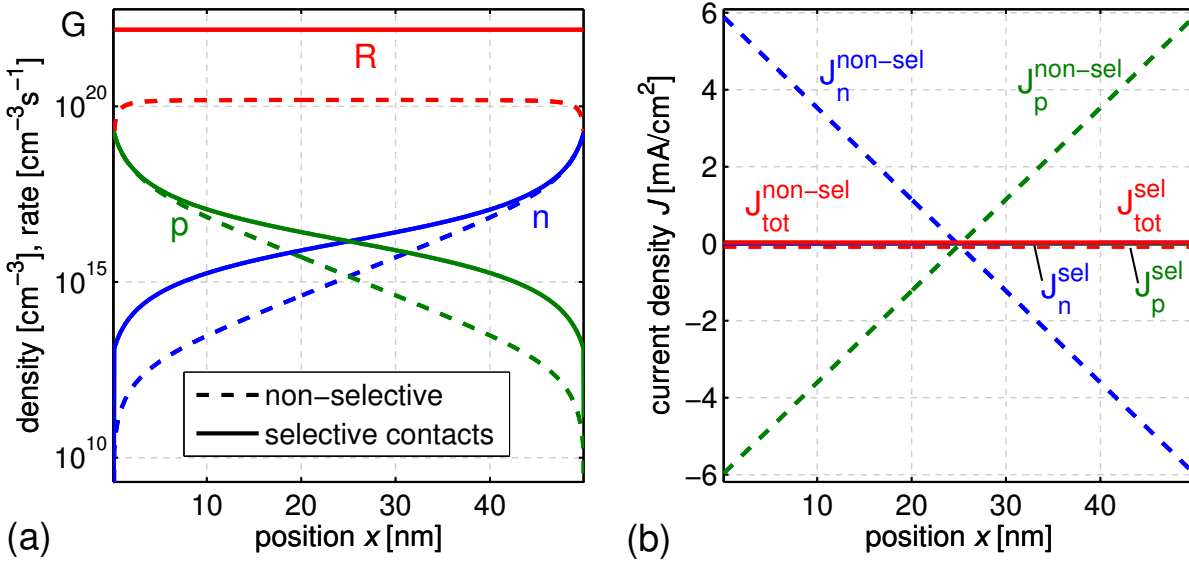 G
R
10^20
10^15
10^10
p
n
density [cm^−3], rate [cm^−3s^−1]
non−selective
selective contacts
10 20 30 40
position x [nm]
(a)
6
4
2
0
−2
−4
−6
current density J [mA/cm^2]
J_n^non−sel
J_p^non−sel
J_tot^non−sel
J_tot^sel
J_n^sel
J_p^sel
10 20 30 40
position x [nm]
(b)